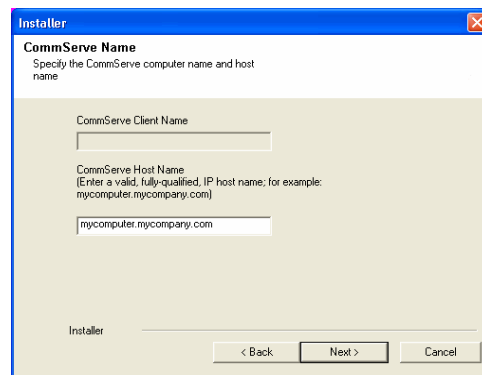 Installer
CommServe Name
Specify the CommServe computer name and host
name
CommServe Client Name
CommServe Host Name
(Enter a valid, fully-qualified, IP host name; for example:
mycomputer.mycompany.com)
mycomputer.mycompany.com
Installer
< Back Next > Cancel